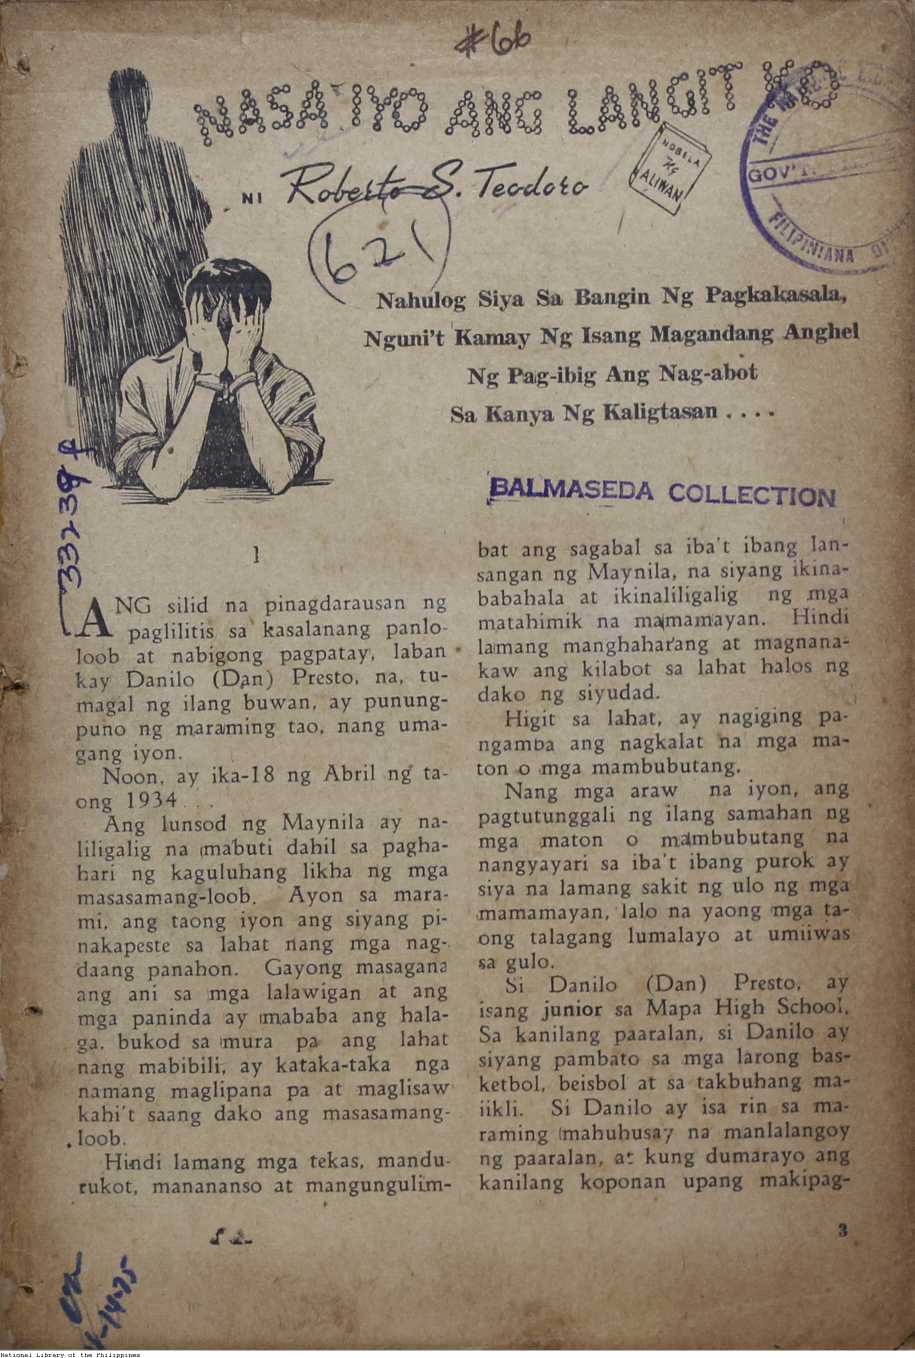 #66
NASA IYO ANG LANGIT KO
NI Roberto S. Teodoro
NOBELA
NG
ALIWAN
THE
GOV'T.
FILIPINIANA
621
Nahulog Siya Sa Bangin Ng Pagkakasala,
Nguni't Kamay Ng Isang Magandang Anghel
Ng Pag-ibig Ang Nag-abot
Sa Kanya Ng Kaligtasan . . . .
33238
BALMASEDA COLLECTION
1
ANG silid na pinagdarausan ng
paglilitis sa kasalanang panlo-
loob at nabigong pagpatay, laban
kay Danilo (Dan) Presto, na, tu-
magal ng ilang buwan, ay punung-
puno ng maraming tao, nang uma-
gang iyon.
Noon, ay ika-18 ng Abril ng ta-
ong 1934 . . .
Ang lunsod ng Maynila ay na-
liligalig na mabuti dahil sa pagha-
hari ng kaguluhang likha ng mga
masasamang-loob. Ayon sa mara-
mi, ang taong iyon ang siyang pi-
nakapeste sa lahat nang mga nag-
daang panahon. Gayong masagana
ang ani sa mga lalawigan at ang
mga paninda ay mababa ang hala-
ga, bukod sa mura pa ang lahat
nang mabibili, ay kataka-taka nga
namang maglipana pa at maglisaw
kahi't saang dako ang masasamang-
loob.
Hindi lamang mga tekas, mandu-
rukot, manananso at mangungulim-
bat ang sagabal sa iba't ibang lan-
sangan ng Maynila, na siyang ikina-
babahala at ikinaliligalig ng mga
matahimik na mamamayan. Hindi
lamang manghaharang at magnana-
kaw ang kilabot sa lahat halos ng
dako ng siyudad.
Higit sa lahat, ay nagiging pa-
ngamba ang nagkalat na mga ma-
ton o mga mambubutang.
Nang mga araw na iyon, ang
pagtutunggali ng ilang samahan ng
mga maton o mambubutang na
nangyayari sa iba't ibang purok ay
siya na lamang sakit ng ulo ng mga
mamamayan, lalo na yaong mga ta-
ong talagang lumalayo at umiiwas
sa gulo.
Si Danilo (Dan) Presto, ay
isang junior sa Mapa High School.
Sa kanilang paaralan, si Danilo ay
siyang pambato sa mga larong bas-
ketbol, beisbol at sa takbuhang ma-
iikli. Si Danilo ay isa rin sa ma-
raming mahuhusay na manlalangoy
ng paaralan, at kung dumarayo ang
kanilang koponan upang makipag-
3
National Library of the Philippines